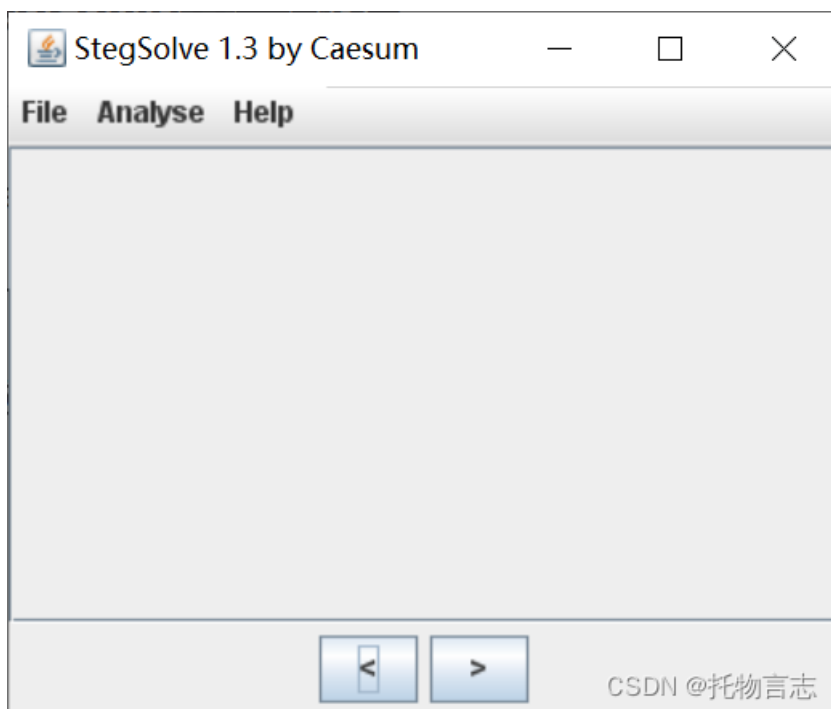 StegSolve 1.3 by Caesum
File Analyse Help
< >
CSDN @托物言志